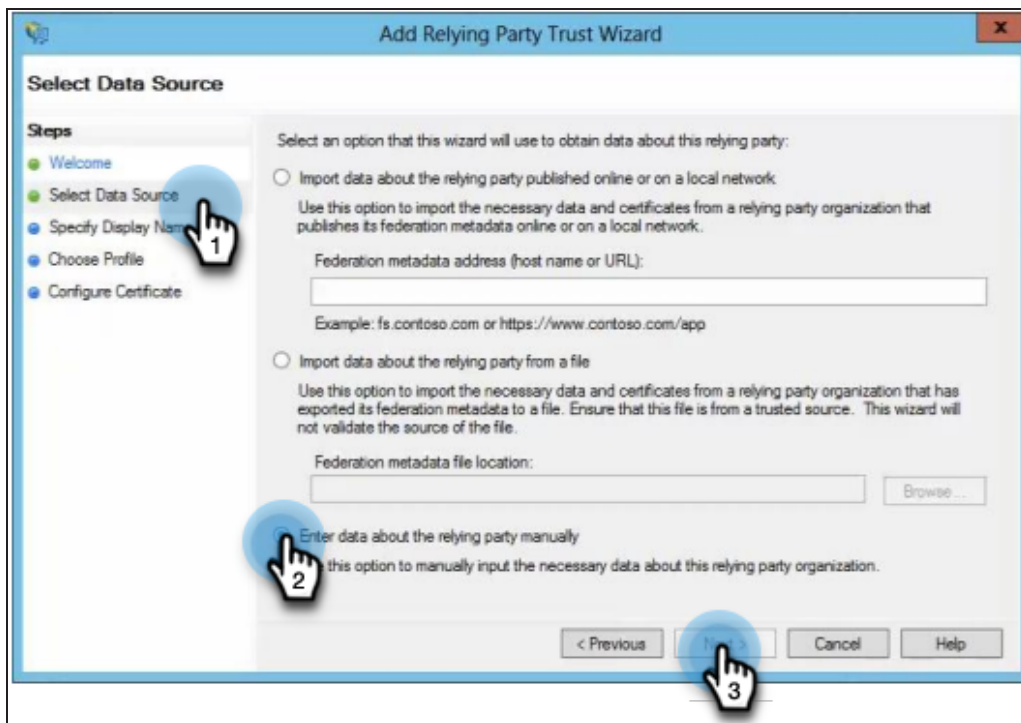 Add Relying Party Trust Wizard
x
Select Data Source
Steps
Welcome
Select Data Source
Specify Display Name
Choose Profile
Configure Certificate
1
Select an option that this wizard will use to obtain data about this relying party:
Import data about the relying party published online or on a local network
Use this option to import the necessary data and certificates from a relying party organization that
publishes its federation metadata online or on a local network.
Federation metadata address (host name or URL):
Example: fs.contoso.com or https://www.contoso.com/app
Import data about the relying party from a file
Use this option to import the necessary data and certificates from a relying party organization that has
exported its federation metadata to a file. Ensure that this file is from a trusted source.  This wizard will
not validate the source of the file.
Federation metadata file location:
Browse...
Enter data about the relying party manually
this option to manually input the necessary data about this relying party organization.
2
< Previous
Next >
Cancel
Help
3